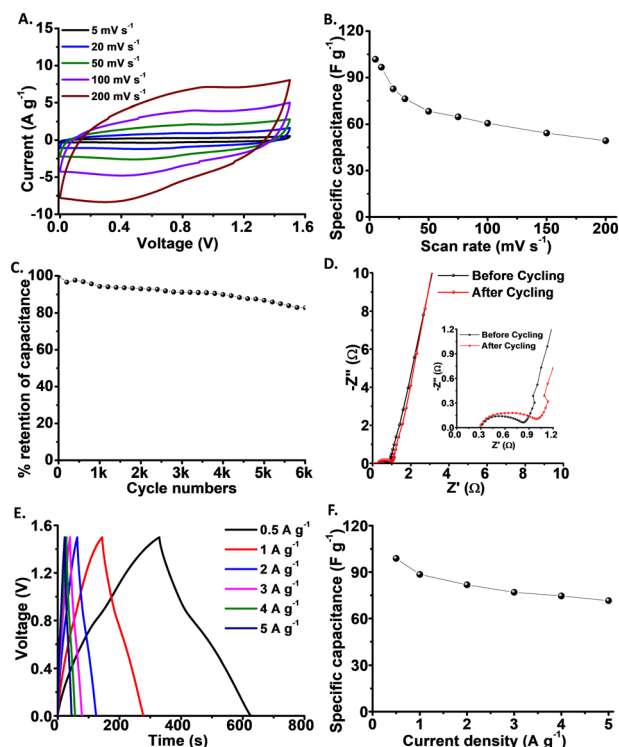 A.
5 mV s⁻¹
20 mV s⁻¹
50 mV s⁻¹
100 mV s⁻¹
200 mV s⁻¹
15
10
5
0
-5
-10
0.0 0.4 0.8 1.2 1.6
Current (A g⁻¹)
Voltage (V)
B.
120
90
60
30
0
0 50 100 150 200
Specific capacitance (F g⁻¹)
Scan rate (mV s⁻¹)
C.
100
80
60
40
20
0
1k 2k 3k 4k 5k 6k
% retention of capacitance
Cycle numbers
D.
Before Cycling
After Cycling
-10
-8
-6
-4
-2
0
0 2 4 6 8 10
-Z'' (Ω)
Z' (Ω)
Before Cycling
After Cycling
1.2
0.9
0.6
0.3
0.0
0.0 0.3 0.6 0.9 1.2
-Z'' (Ω)
Z' (Ω)
E.
0.5 A g⁻¹
1 A g⁻¹
2 A g⁻¹
3 A g⁻¹
4 A g⁻¹
5 A g⁻¹
1.6
1.2
0.8
0.4
0.0
0 200 400 600 800
Voltage (V)
Time (s)
F.
120
90
60
30
0
0 1 2 3 4 5
Specific capacitance (F g⁻¹)
Current density (A g⁻¹)